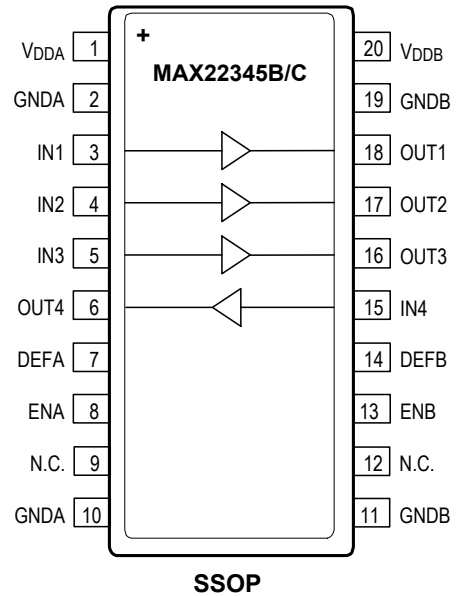 +
MAX22345B/C
VDDA 1 20 VDDB
GNDA 2 19 GNDB
IN1 3 18 OUT1
IN2 4 17 OUT2
IN3 5 16 OUT3
OUT4 6 15 IN4
DEFA 7 14 DEFB
ENA 8 13 ENB
N.C. 9 12 N.C.
GNDA 10 11 GNDB
SSOP